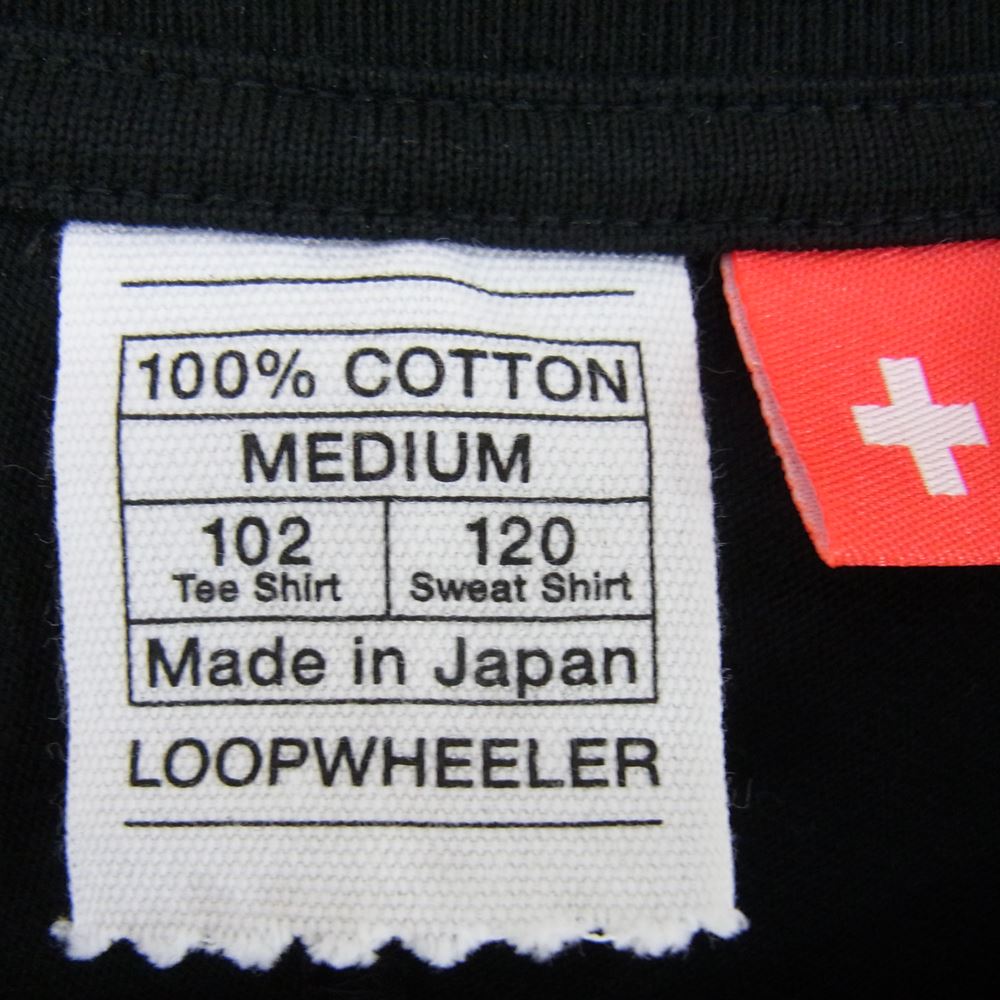 100% COTTON
MEDIUM
102 120
Tee Shirt Sweat Shirt
Made in Japan
LOOPWHEELER